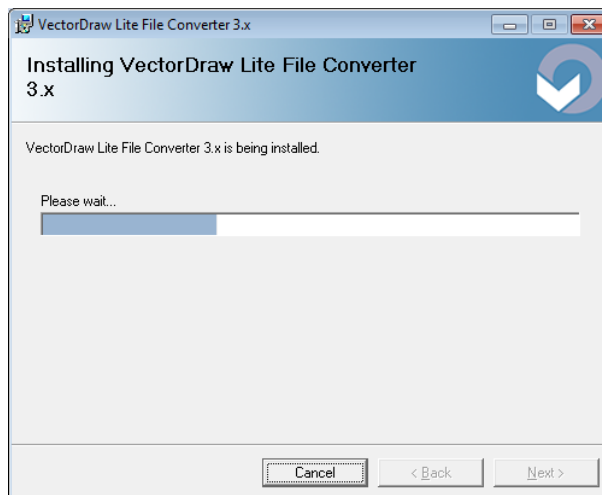 VectorDraw Lite File Converter 3.x
Installing VectorDraw Lite File Converter
3.x
VectorDraw Lite File Converter 3.x is being installed.
Please wait...
Cancel
< Back
Next >